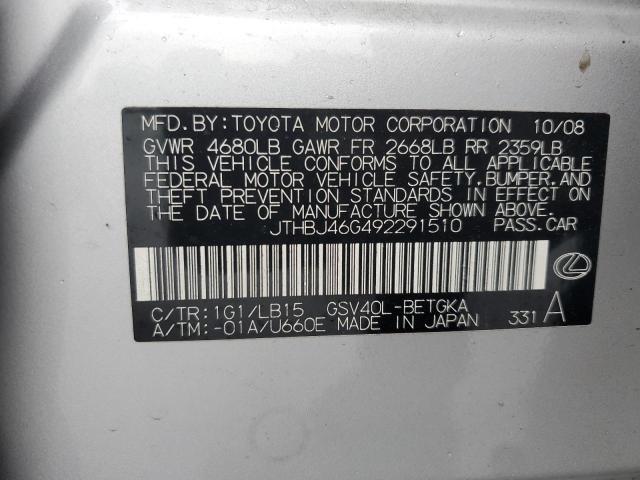 MFD. BY: TOYOTA MOTOR CORPORATION 10/08
GVWR 4680LB GAWR FR 2668LB RR 2359LB
THIS VEHICLE CONFORMS TO ALL APPLICABLE
FEDERAL MOTOR VEHICLE SAFETY, BUMPER, AND
THEFT PREVENTION STANDARDS IN EFFECT ON
THE DATE OF MANUFACTURE SHOWN ABOVE.
JTHBJ46G492291510 PASS. CAR
C/TR: 1G1/LB15 GSV40L-BETGKA
A/TM: -01A/U660E MADE IN JAPAN 331 A